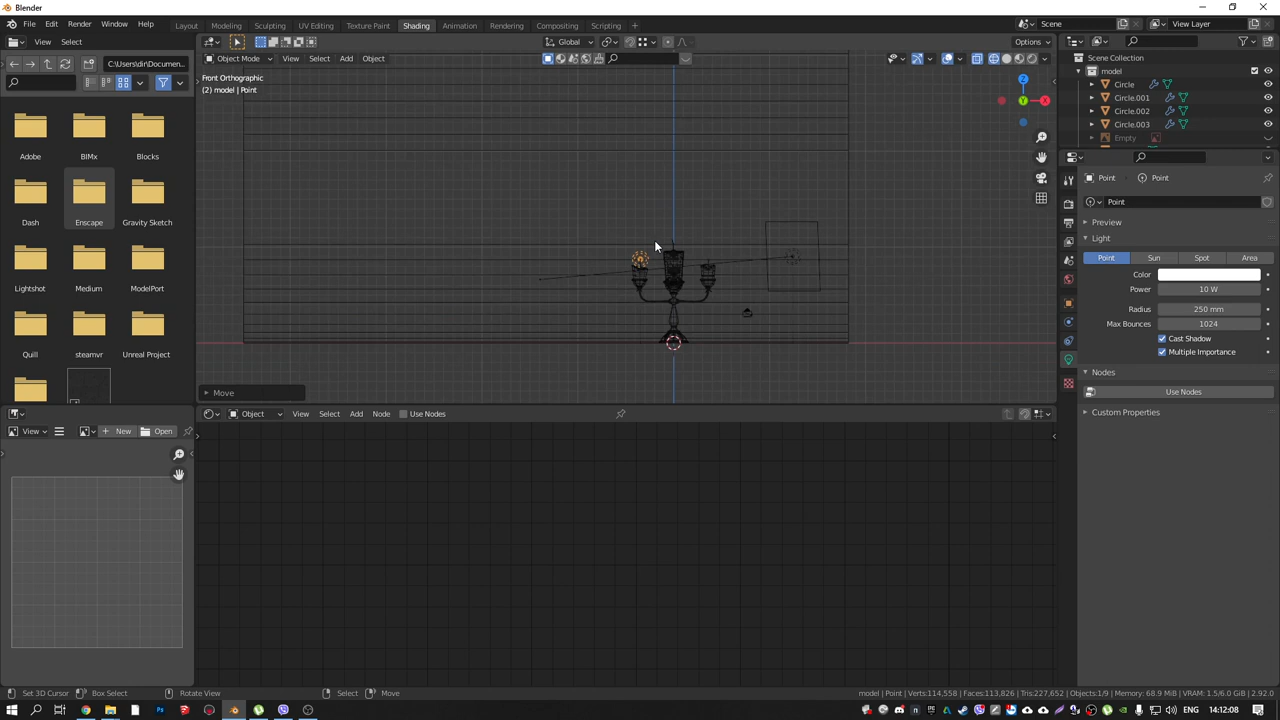 Blender
File Edit Render Window Help Layout Modeling Sculpting UV Editing Texture Paint Shading Animation Rendering Compositing Scripting + Scene View Layer
View Select Global Options
C:\Users\dir\Documen... Object Mode View Select Add Object Scene Collection
Front Orthographic
(2) model | Point
model
Circle
Circle.001
Circle.002
Circle.003
Empty
Adobe BIMx Blocks
Dash Enscape Gravity Sketch
Lightshot Medium ModelPort
Quill steamvr Unreal Project
X
Y
Z
Move
Point Point
Point
Preview
Light
Point Sun Spot Area
Color
Power 10 W
Radius 250 mm
Max Bounces 1024
Cast Shadow
Multiple Importance
Nodes
Use Nodes
Custom Properties
Object View Select Add Node Use Nodes
View + New Open
Set 3D Cursor Box Select Rotate View Select Move model | Point | Verts:114,558 | Faces:113,826 | Tris:227,652 | Objects:1/9 | Memory: 68.9 MiB | VRAM: 1.5/6.0 GiB | 2.92.0
ENG 14:12:08